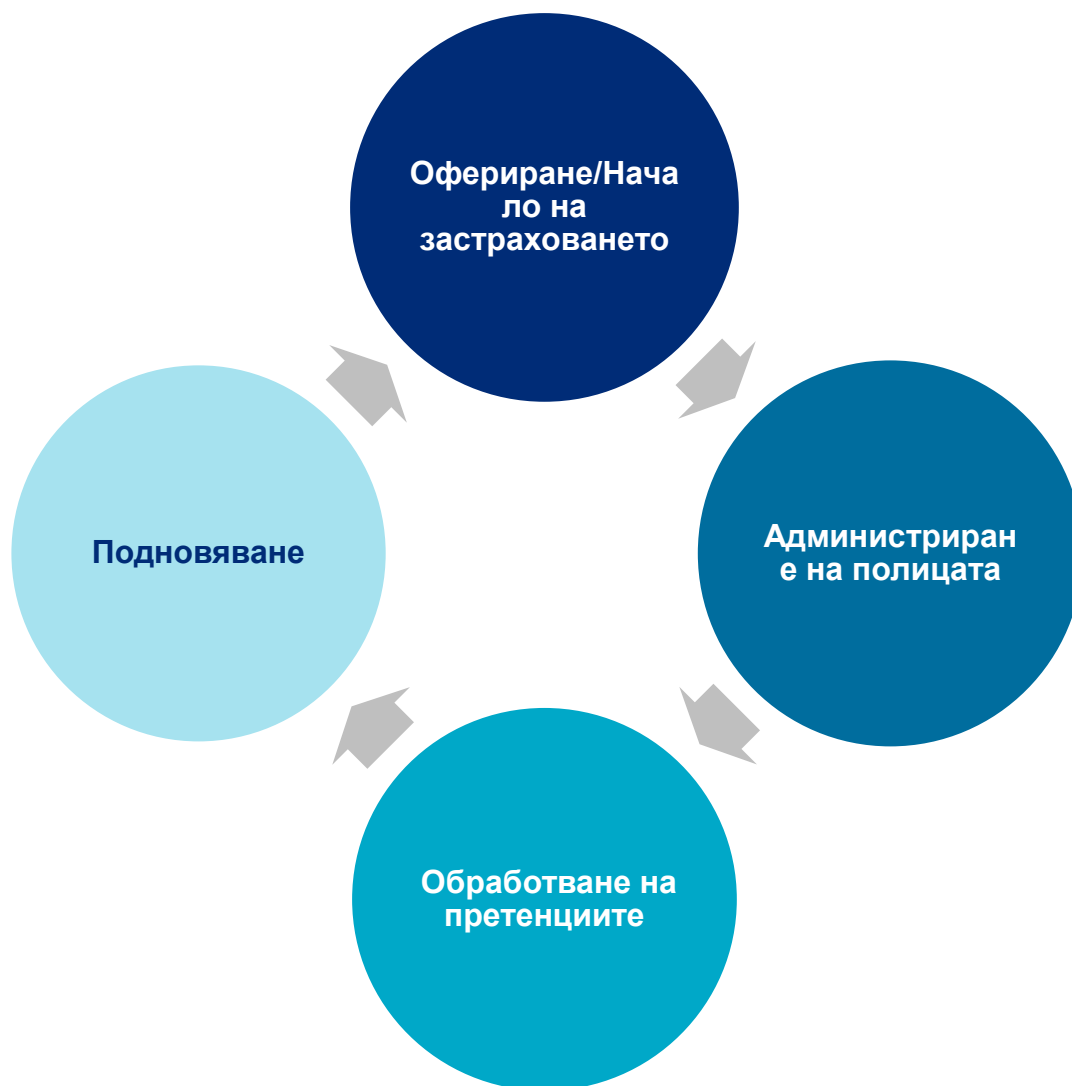 Офериране/Нача
ло на
застраховането
Администриран
е на полицата
Обработване на
претенциите
Подновяване